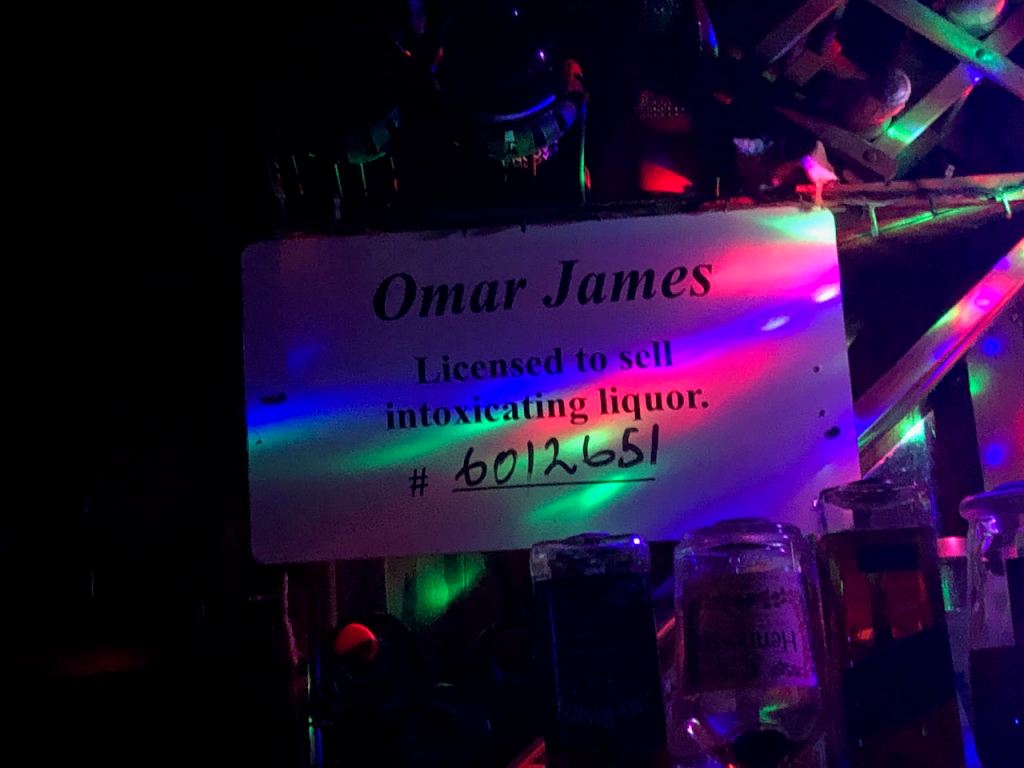 Omar James
Licensed to sell
intoxicating liquor.
# 6012651